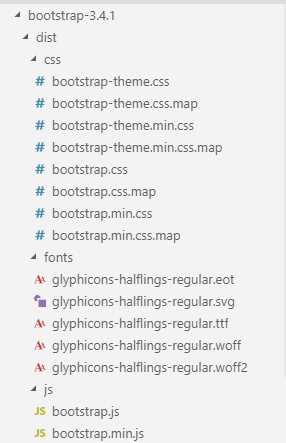 bootstrap-3.4.1
dist
css
# bootstrap-theme.css
# bootstrap-theme.css.map
# bootstrap-theme.min.css
# bootstrap-theme.min.css.map
# bootstrap.css
# bootstrap.css.map
# bootstrap.min.css
# bootstrap.min.css.map
fonts
A glyphicons-halflings-regular.eot
glyphicons-halflings-regular.svg
A glyphicons-halflings-regular.ttf
A glyphicons-halflings-regular.woff
A glyphicons-halflings-regular.woff2
js
JS bootstrap.js
JS bootstrap.min.js